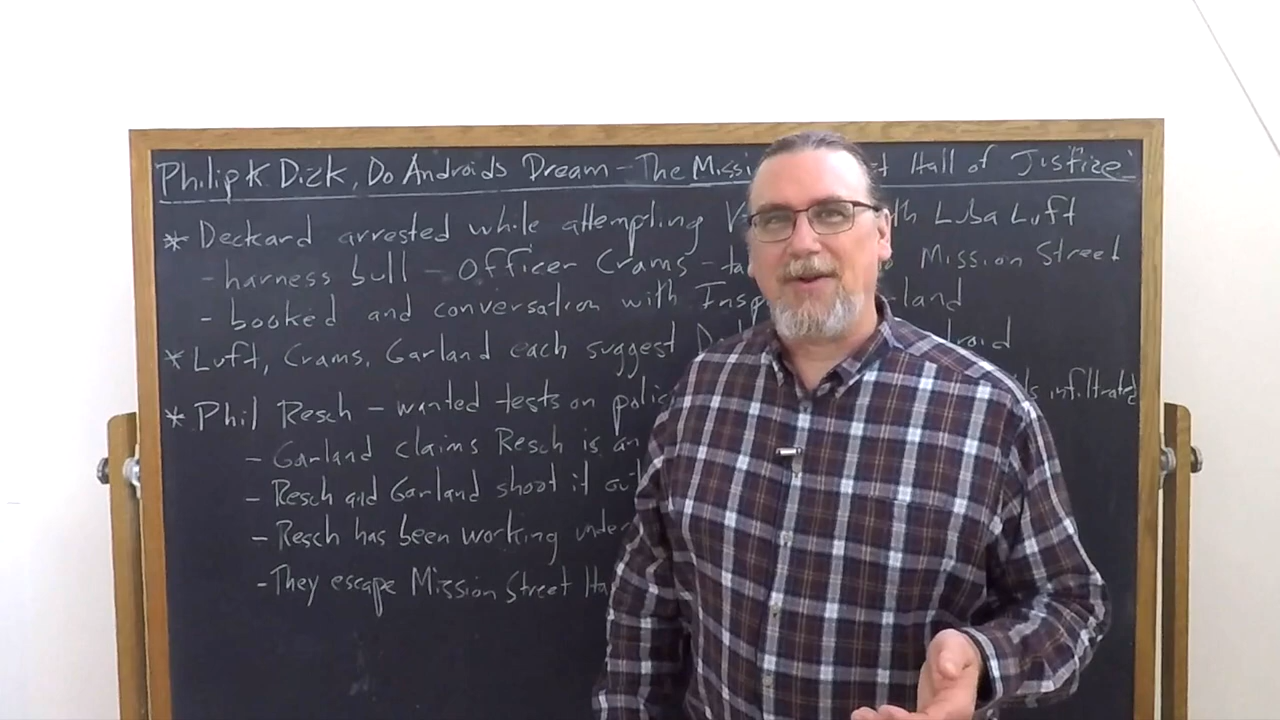 Philip K Dick, Do Androids Dream - The Missi t Hall of Justice:
* Deckard arrested while attempting V- th Luba Luft
- harness bull - Officer Crams - ta Mission Street
- booked and conversation with Insp -land
* Luft, Crams, Garland each suggest D droid
* Phil Resch - wanted tests on polic s infiltrated
- Garland claims Resch is an
- Resch and Garland shoot it out
- Resch has been working under
- They escape Mission Street Ha